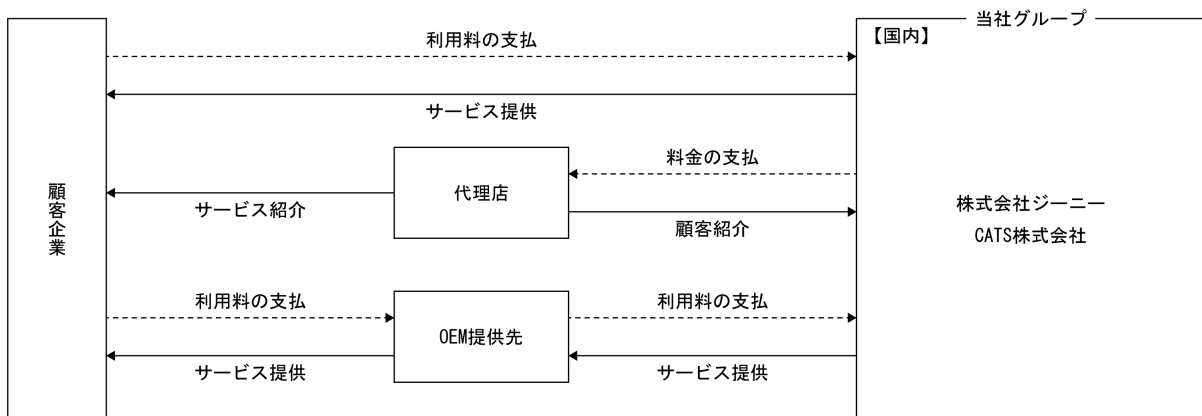 当社グループ
【国内】
利用料の支払
サービス提供
料金の支払
代理店
サービス紹介
顧客紹介
顧客企業
株式会社ジーニー
CATS株式会社
利用料の支払
利用料の支払
OEM提供先
サービス提供
サービス提供